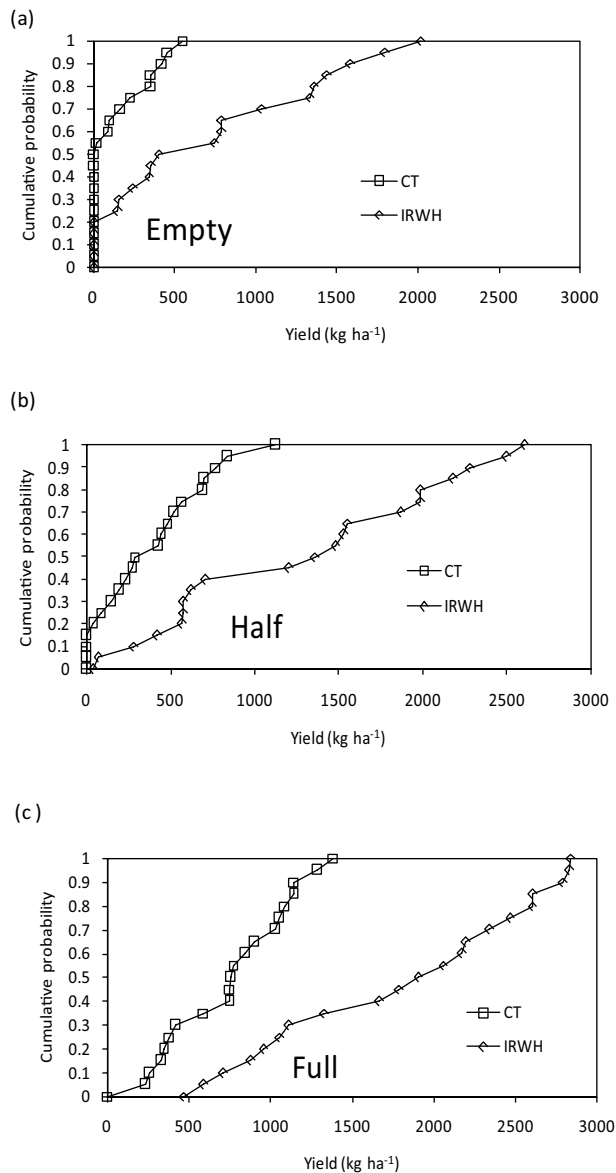 (a)
1
0.9
0.8
0.7
0.6
0.5
0.4
0.3
0.2
0.1
0
Cumulative probability
CT
IRWH
Empty
0 500 1000 1500 2000 2500 3000
Yield (kg ha⁻¹)
(b)
1
0.9
0.8
0.7
0.6
0.5
0.4
0.3
0.2
0.1
0
Cumulative probability
CT
IRWH
Half
0 500 1000 1500 2000 2500 3000
Yield (kg ha⁻¹)
(c )
1
0.9
0.8
0.7
0.6
0.5
0.4
0.3
0.2
0.1
0
Cumulative probability
CT
IRWH
Full
0 500 1000 1500 2000 2500 3000
Yield (kg ha⁻¹)